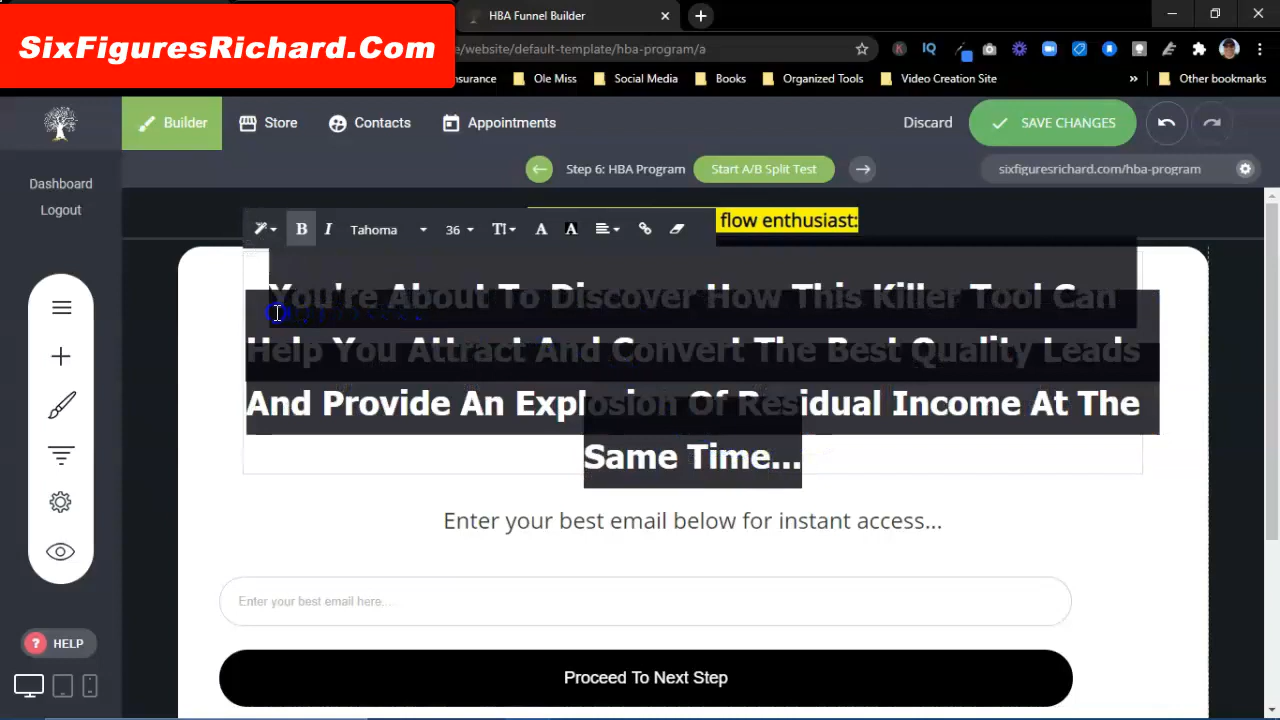 HBA Funnel Builder
SixFiguresRichard.Com
e/website/default-template/hba-program/a
IQ
surance
Ole Miss
Social Media
Books
Organized Tools
Video Creation Site
»
Other bookmarks
Builder
Store
Contacts
Appointments
Discard
SAVE CHANGES
Step 6: HBA Program
Start A/B Split Test
sixfiguresrichard.com/hba-program
Dashboard
Logout
flow enthusiast:
B
I
Tahoma
36
A
A
You're About To Discover How This Killer Tool Can
Help You Attract And Convert The Best Quality Leads
And Provide An Explosion Of Residual Income At The
Same Time...
Enter your best email below for instant access...
Enter your best email here....
Proceed To Next Step
? HELP